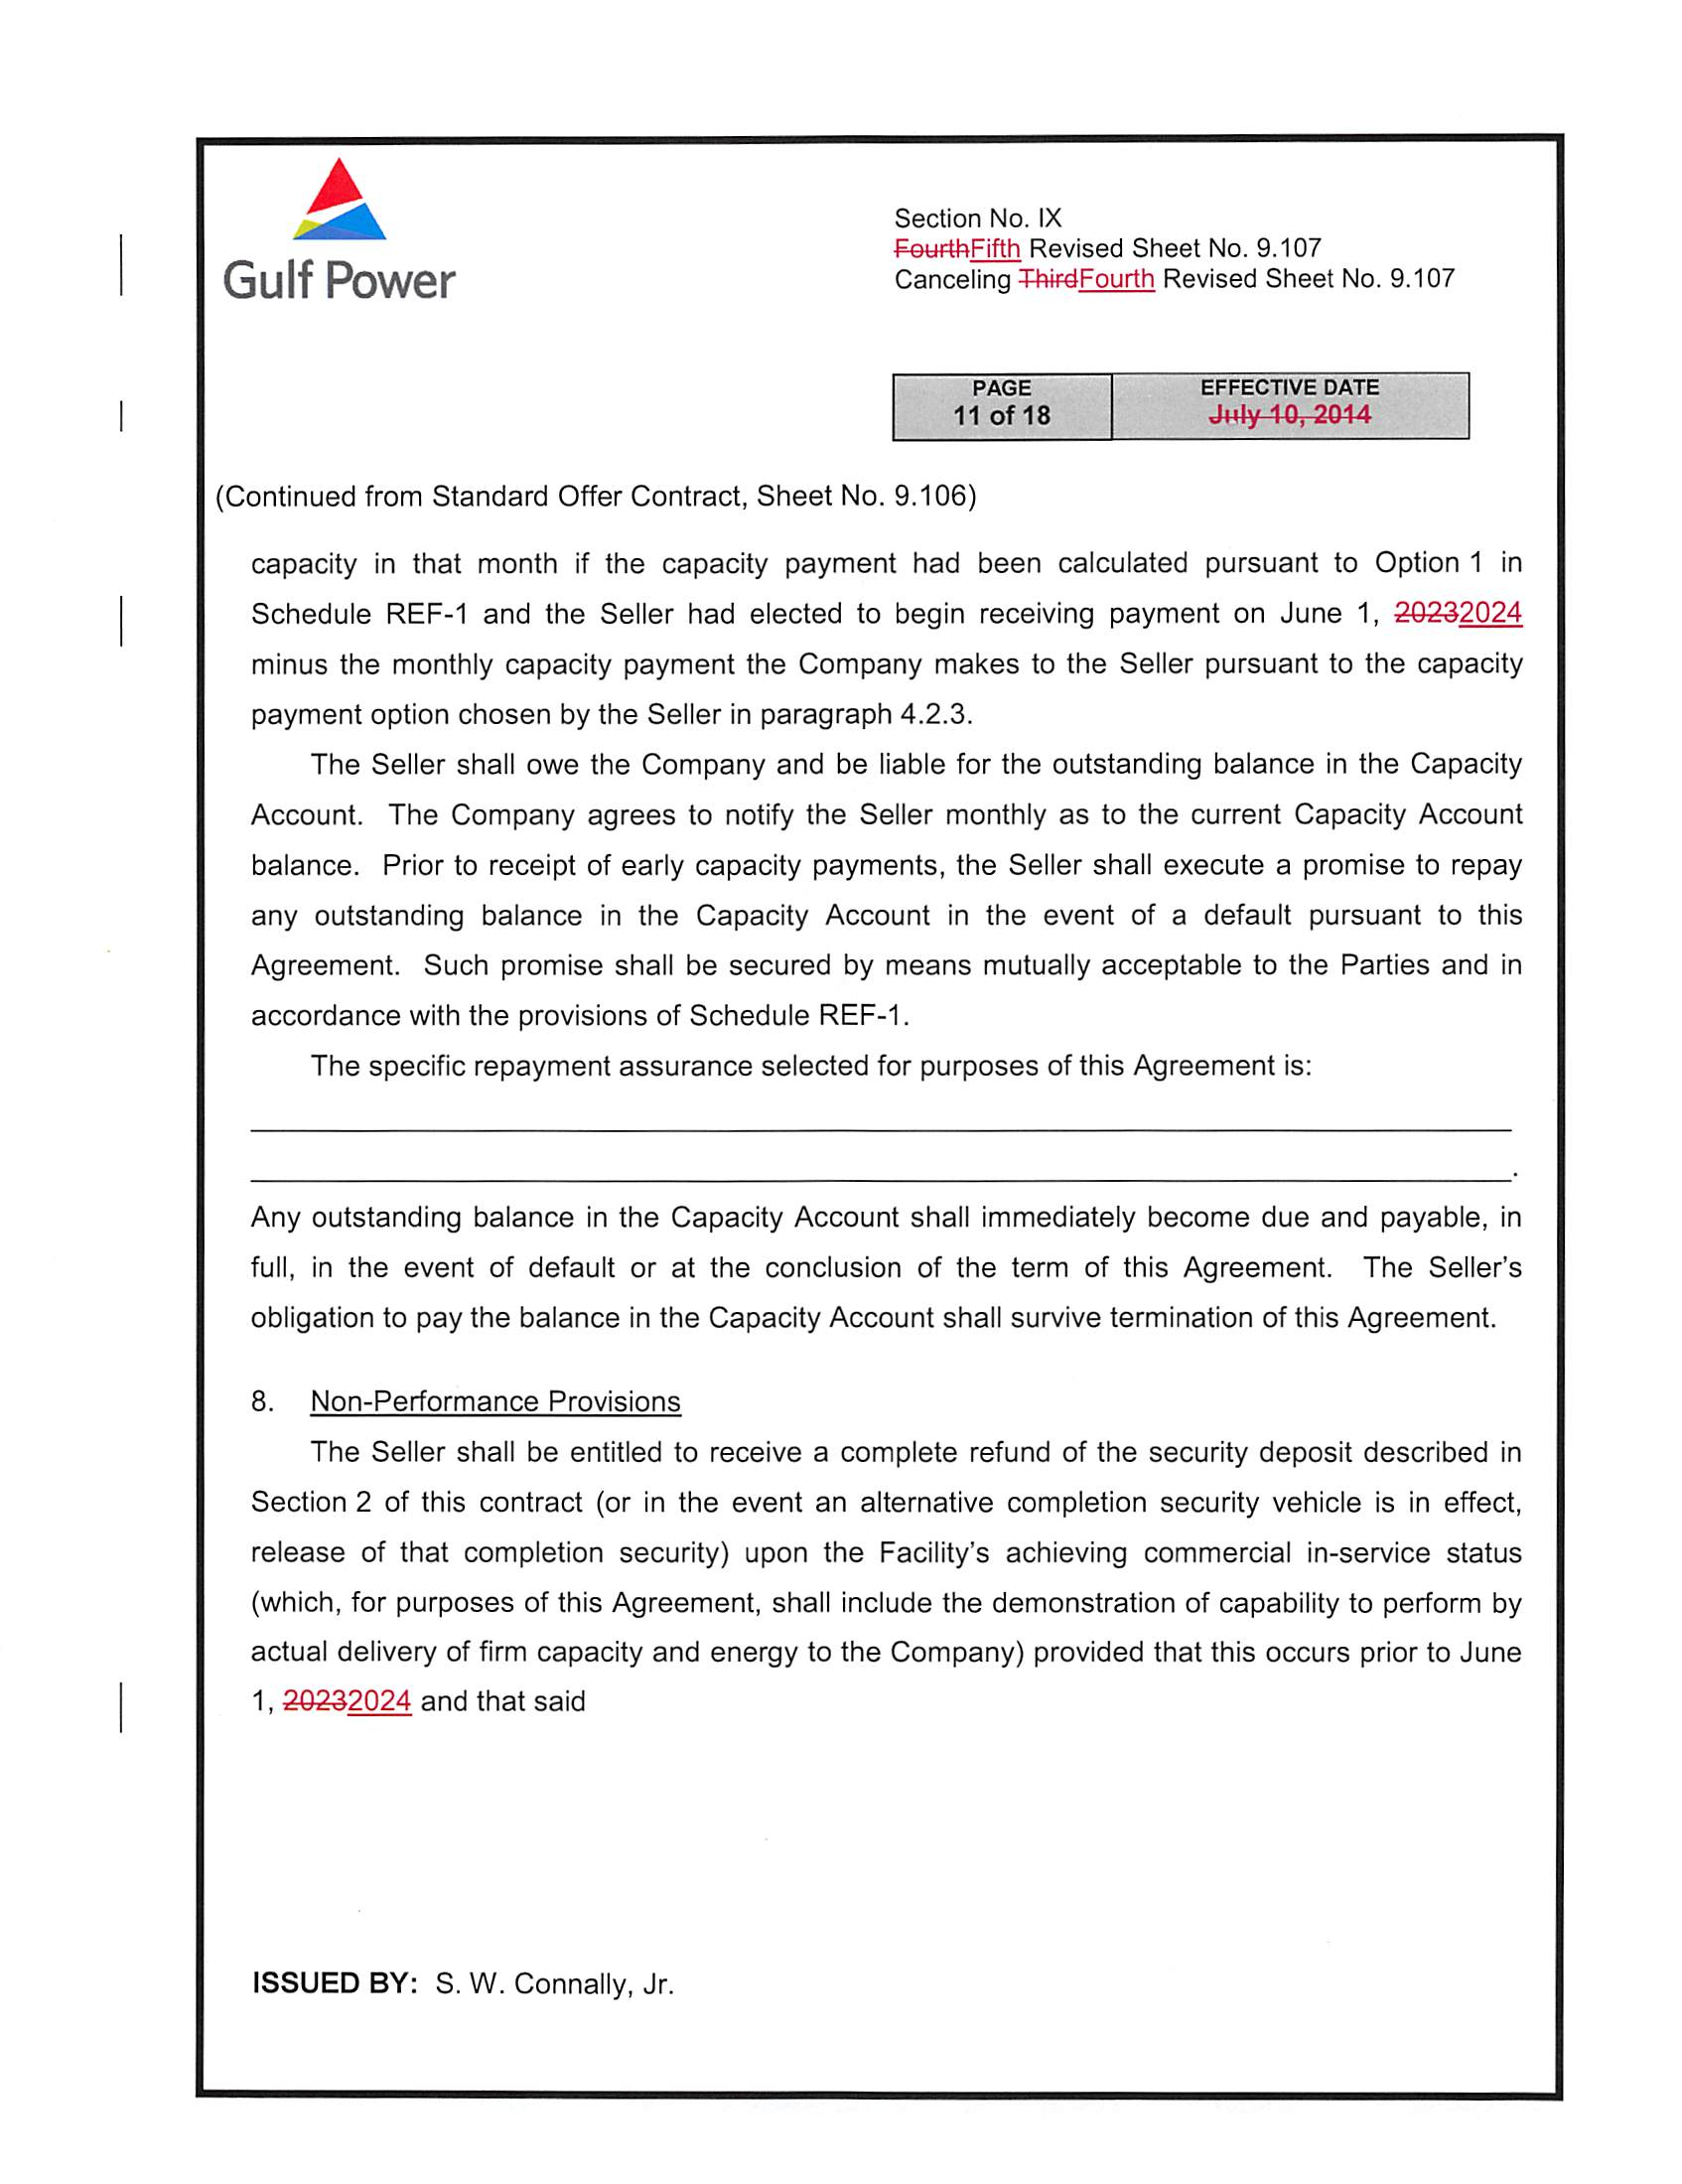 Gulf Power
Section No. IX
FourthFifth Revised Sheet No. 9.107
Canceling ThirdFourth Revised Sheet No. 9.107
PAGE
11 of 18
EFFECTIVE DATE
July 10, 2014
(Continued from Standard Offer Contract, Sheet No. 9.106)
capacity in that month if the capacity payment had been calculated pursuant to Option 1 in
Schedule REF-1 and the Seller had elected to begin receiving payment on June 1, 20232024
minus the monthly capacity payment the Company makes to the Seller pursuant to the capacity
payment option chosen by the Seller in paragraph 4.2.3.
The Seller shall owe the Company and be liable for the outstanding balance in the Capacity
Account. The Company agrees to notify the Seller monthly as to the current Capacity Account
balance. Prior to receipt of early capacity payments, the Seller shall execute a promise to repay
any outstanding balance in the Capacity Account in the event of a default pursuant to this
Agreement. Such promise shall be secured by means mutually acceptable to the Parties and in
accordance with the provisions of Schedule REF-1.
The specific repayment assurance selected for purposes of this Agreement is:
.
Any outstanding balance in the Capacity Account shall immediately become due and payable, in
full, in the event of default or at the conclusion of the term of this Agreement. The Seller's
obligation to pay the balance in the Capacity Account shall survive termination of this Agreement.
8. Non-Performance Provisions
The Seller shall be entitled to receive a complete refund of the security deposit described in
Section 2 of this contract (or in the event an alternative completion security vehicle is in effect,
release of that completion security) upon the Facility's achieving commercial in-service status
(which, for purposes of this Agreement, shall include the demonstration of capability to perform by
actual delivery of firm capacity and energy to the Company) provided that this occurs prior to June
1, 20232024 and that said
ISSUED BY: S. W. Connally, Jr.